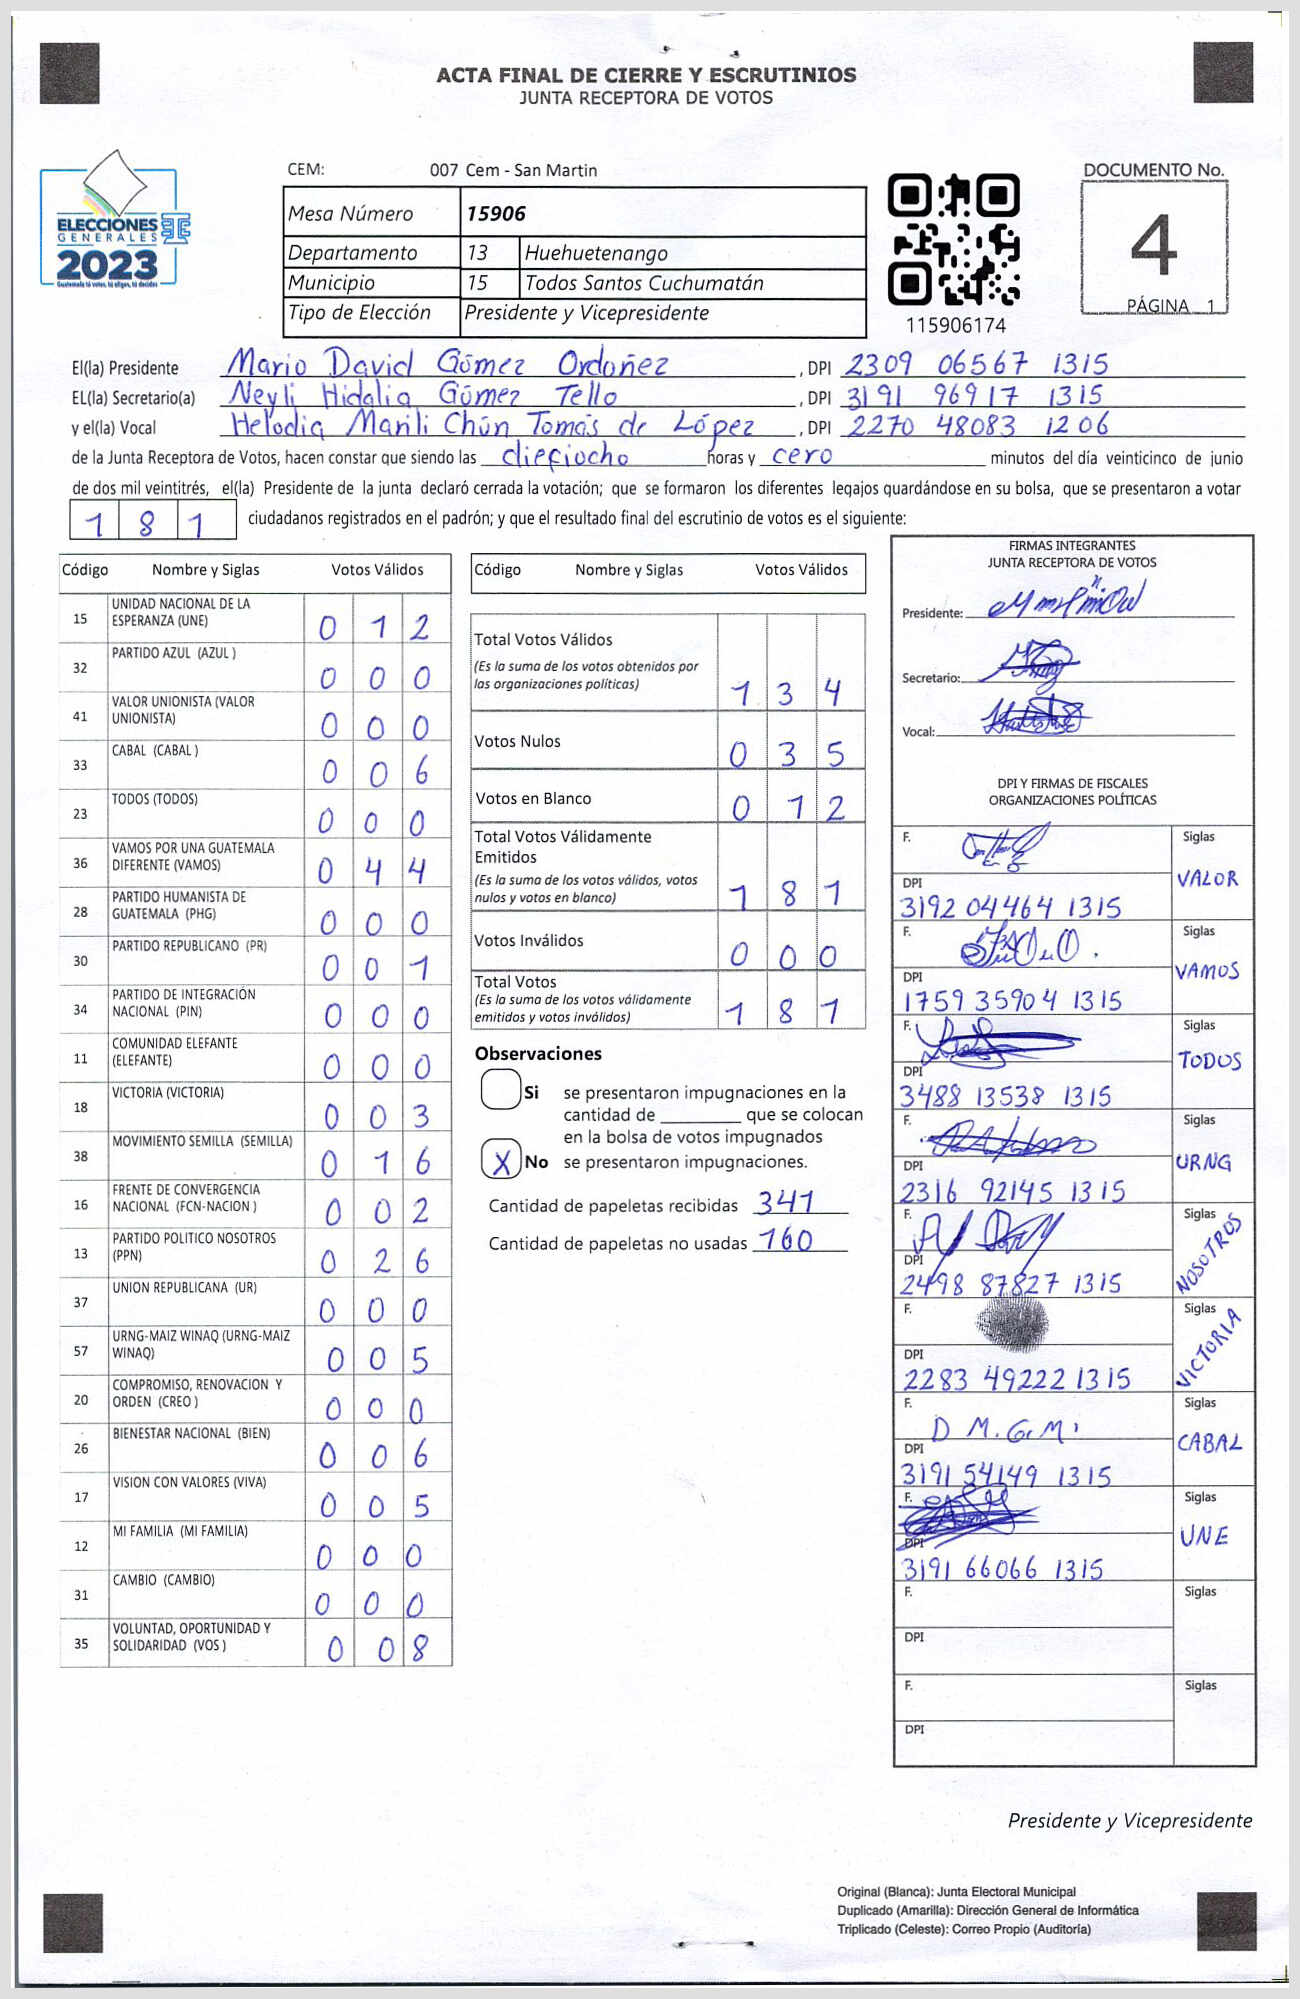 ACTA FINAL DE CIERRE Y ESCRUTINIOS
JUNTA RECEPTORA DE VOTOS
ELECCIONES
GENERALES
2023
Guatemala tú votas, tú eliges, tú decides
CEM: 007 Cem - San Martin
Mesa Número 15906
Departamento 13 Huehuetenango
Municipio 15 Todos Santos Cuchumatán
Tipo de Elección Presidente y Vicepresidente
115906174
DOCUMENTO No.
4
PÁGINA 1
El(la) Presidente Mario David Gómez Ordoñez , DPI 2309 06567 1315
EL(la) Secretario(a) Neyli Hidalia Gómez Tello , DPI 3191 96917 1315
y el(la) Vocal Helodia Marili Chún Tomás de López , DPI 2270 48083 1206
de la Junta Receptora de Votos, hacen constar que siendo las dieciocho horas y cero minutos del día veinticinco de junio
de dos mil veintitrés, el(la) Presidente de la junta declaró cerrada la votación; que se formaron los diferentes legajos guardándose en su bolsa, que se presentaron a votar
181 ciudadanos registrados en el padrón; y que el resultado final del escrutinio de votos es el siguiente:
Código Nombre y Siglas Votos Válidos
15 UNIDAD NACIONAL DE LA ESPERANZA (UNE) 0 1 2
32 PARTIDO AZUL (AZUL ) 0 0 0
41 VALOR UNIONISTA (VALOR UNIONISTA) 0 0 0
33 CABAL (CABAL ) 0 0 6
23 TODOS (TODOS) 0 0 0
36 VAMOS POR UNA GUATEMALA DIFERENTE (VAMOS) 0 4 4
28 PARTIDO HUMANISTA DE GUATEMALA (PHG) 0 0 0
30 PARTIDO REPUBLICANO (PR) 0 0 1
34 PARTIDO DE INTEGRACIÓN NACIONAL (PIN) 0 0 0
11 COMUNIDAD ELEFANTE (ELEFANTE) 0 0 0
18 VICTORIA (VICTORIA) 0 0 3
38 MOVIMIENTO SEMILLA (SEMILLA) 0 1 6
16 FRENTE DE CONVERGENCIA NACIONAL (FCN-NACION ) 0 0 2
13 PARTIDO POLITICO NOSOTROS (PPN) 0 2 6
37 UNION REPUBLICANA (UR) 0 0 0
57 URNG-MAIZ WINAQ (URNG-MAIZ WINAQ) 0 0 5
20 COMPROMISO, RENOVACION Y ORDEN (CREO ) 0 0 0
26 BIENESTAR NACIONAL (BIEN) 0 0 6
17 VISION CON VALORES (VIVA) 0 0 5
12 MI FAMILIA (MI FAMILIA) 0 0 0
31 CAMBIO (CAMBIO) 0 0 0
35 VOLUNTAD, OPORTUNIDAD Y SOLIDARIDAD (VOS ) 0 0 8
Código Nombre y Siglas Votos Válidos
Total Votos Válidos
(Es la suma de los votos obtenidos por
las organizaciones políticas) 1 3 4
Votos Nulos 0 3 5
Votos en Blanco 0 1 2
Total Votos Válidamente
Emitidos
(Es la suma de los votos válidos, votos
nulos y votos en blanco) 1 8 1
Votos Inválidos 0 0 0
Total Votos
(Es la suma de los votos válidamente
emitidos y votos inválidos) 1 8 1
Observaciones
Si se presentaron impugnaciones en la
cantidad de ________ que se colocan
en la bolsa de votos impugnados
X No se presentaron impugnaciones.
Cantidad de papeletas recibidas 341
Cantidad de papeletas no usadas 160
FIRMAS INTEGRANTES
JUNTA RECEPTORA DE VOTOS
Presidente:
Secretario:
Vocal:
DPI Y FIRMAS DE FISCALES
ORGANIZACIONES POLÍTICAS
F. Siglas
VALOR
DPI
3192 04464 1315
F. Siglas
VAMOS
DPI
1759 35904 1315
F. Siglas
TODOS
DPI
3488 13538 1315
F. Siglas
URNG
DPI
2316 92145 1315
F. Siglas
NOSOTROS
DPI
2498 87827 1315
F. Siglas
VICTORIA
DPI
2283 49222 1315
F. D M. G. M. Siglas
CABAL
DPI
3191 54149 1315
F. Siglas
UNE
DPI
3191 66066 1315
F. Siglas
DPI
F. Siglas
DPI
Presidente y Vicepresidente
Original (Blanca): Junta Electoral Municipal
Duplicado (Amarilla): Dirección General de Informática
Triplicado (Celeste): Correo Propio (Auditoría)